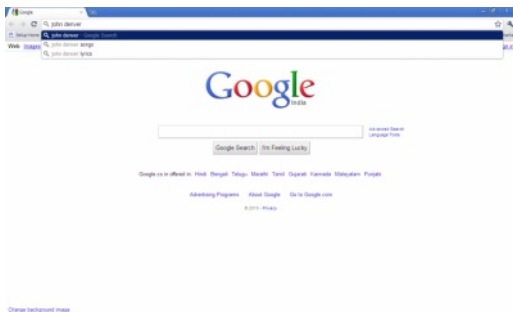 Google
john denver
john denver - Google Search
john denver songs
john denver lyrics
Web Images
Google
India
Advanced Search
Language Tools
Google Search I'm Feeling Lucky
Google.co.in offered in: Hindi Bengali Telugu Marathi Tamil Gujarati Kannada Malayalam Punjabi
Advertising Programs About Google Go to Google.com
© 2010 - Privacy
Change background image